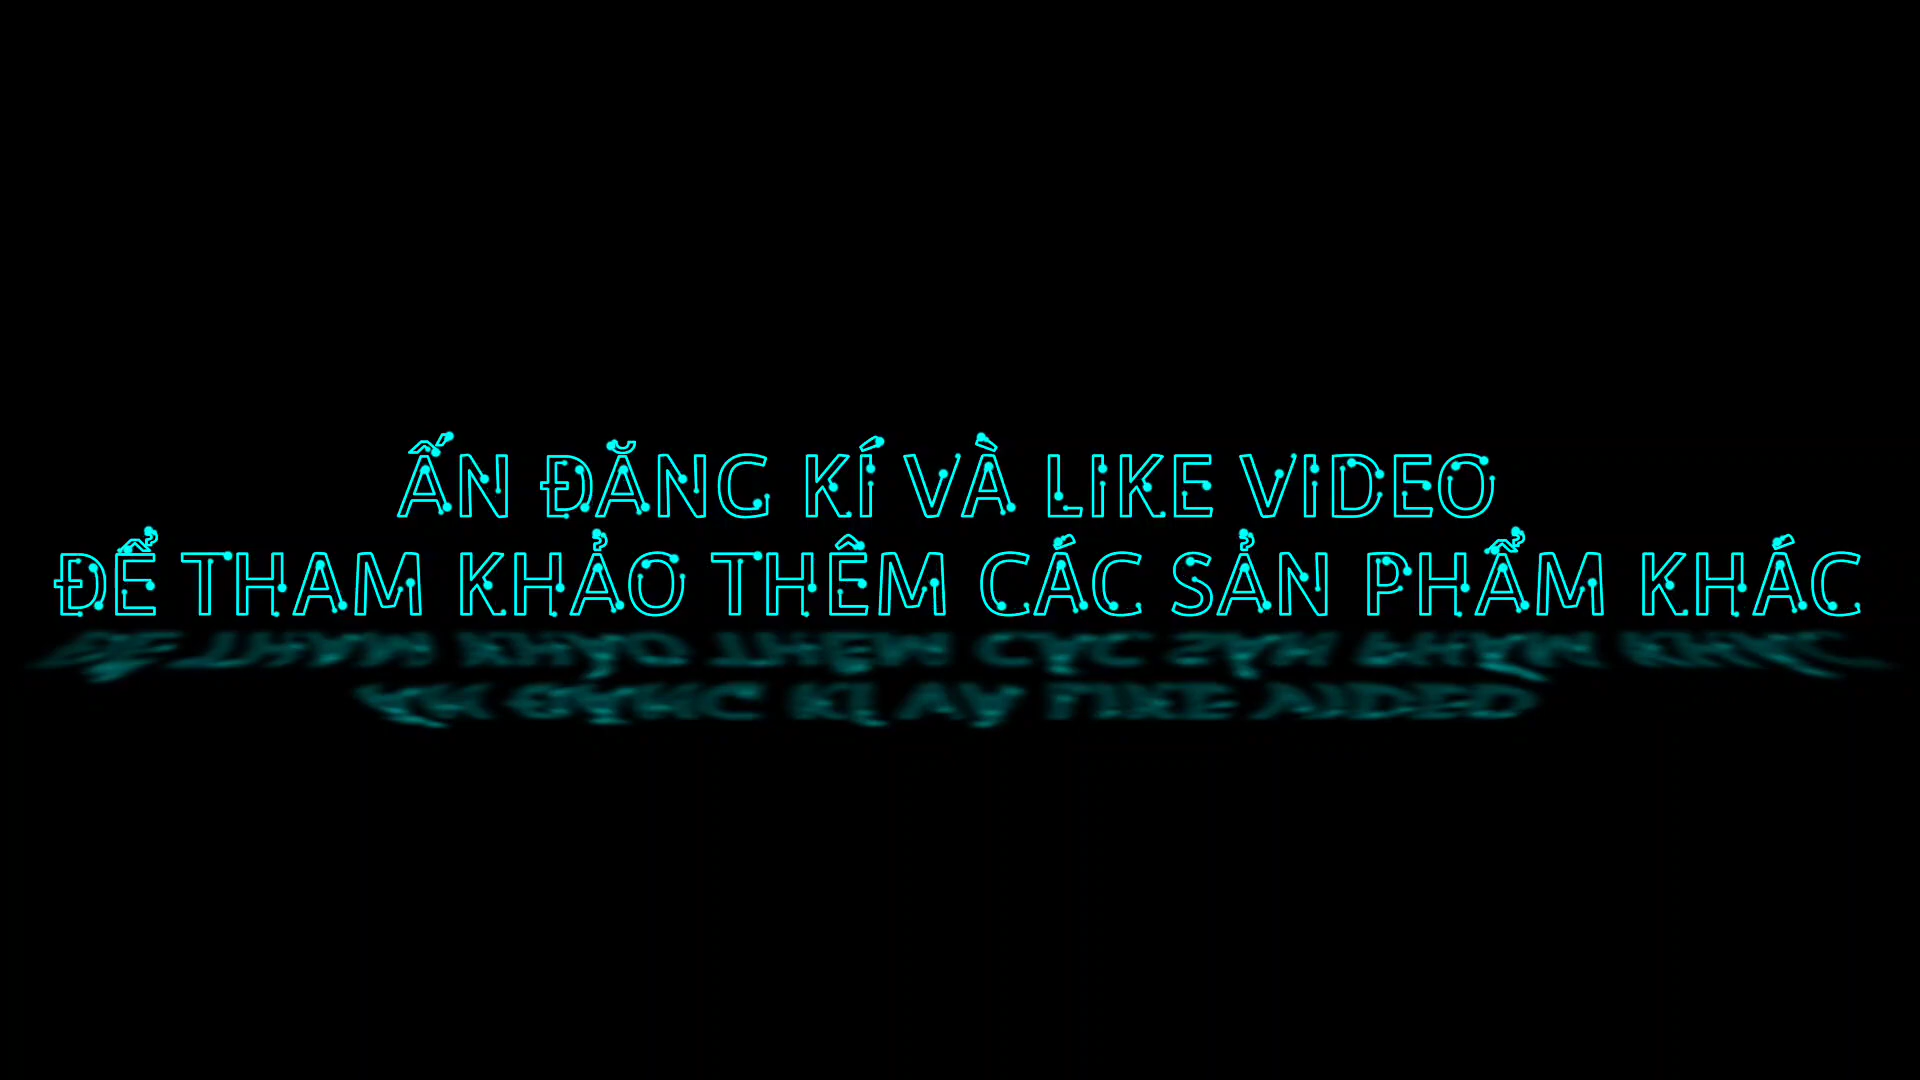 ẤN ĐĂNG KÍ VÀ LIKE VIDEO
ĐỂ THAM KHẢO THÊM CÁC SẢN PHẨM KHÁC